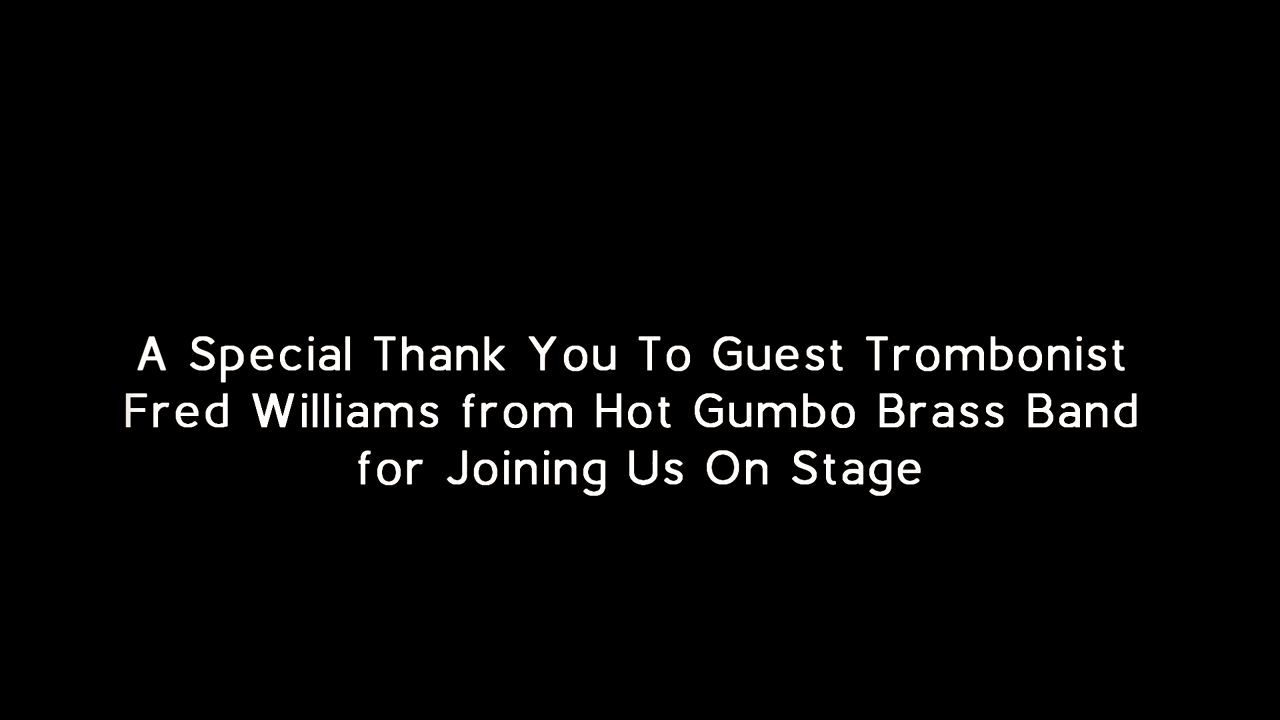 A Special Thank You To Guest Trombonist
Fred Williams from Hot Gumbo Brass Band
for Joining Us On Stage